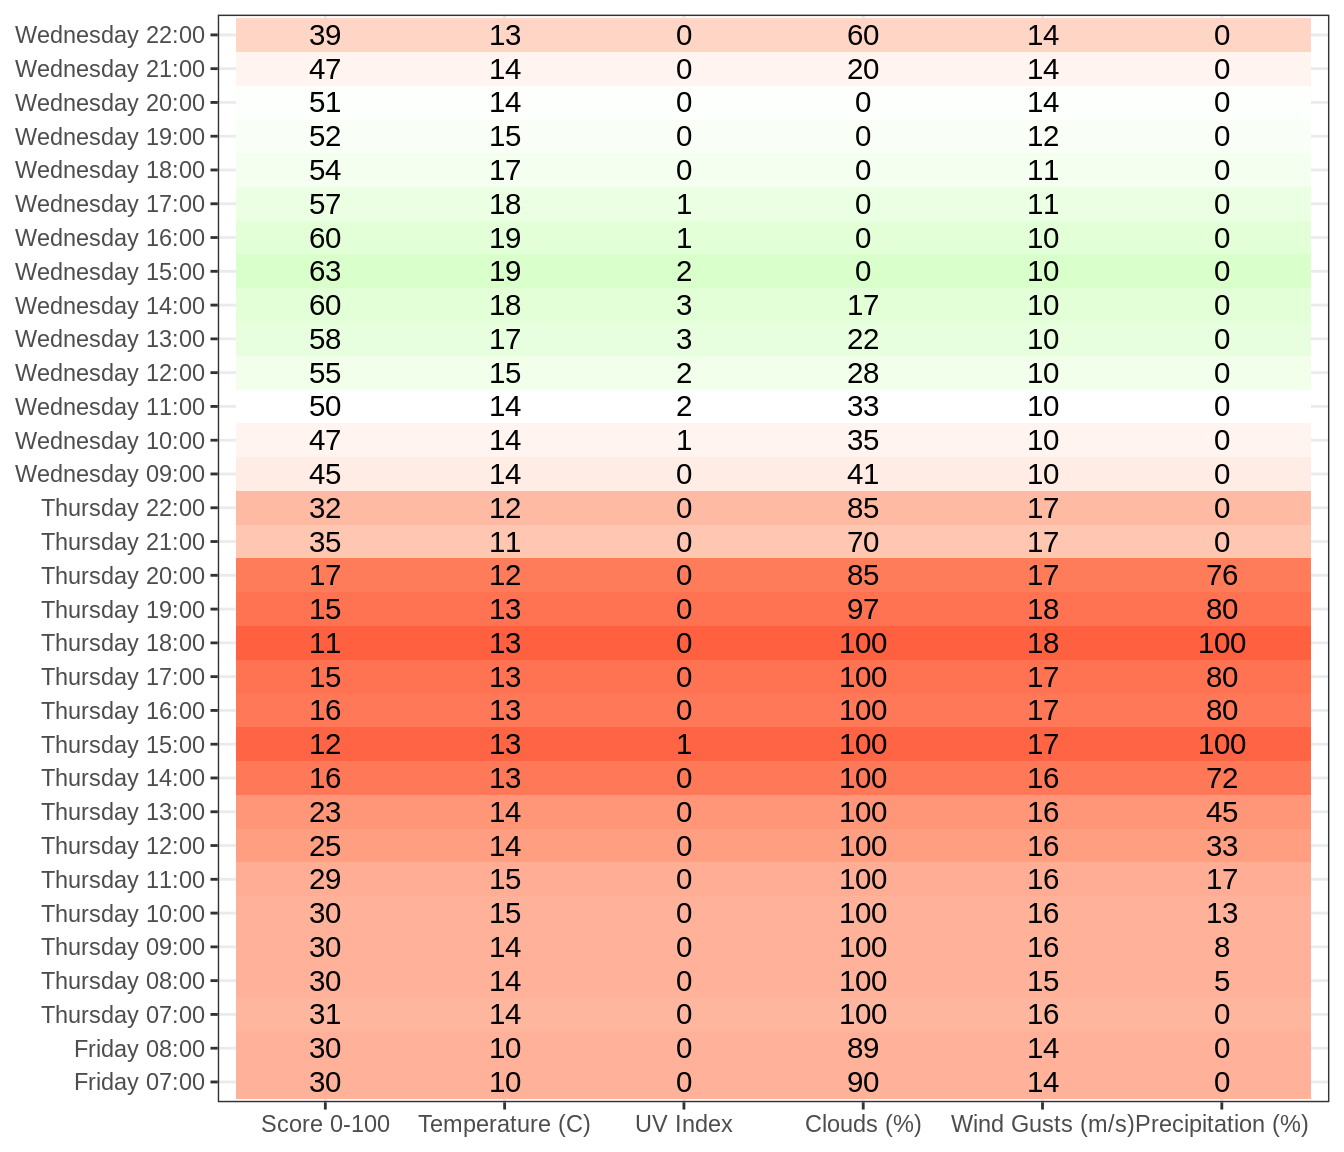 Wednesday 22:00 39 13 0 60 14 0
Wednesday 21:00 47 14 0 20 14 0
Wednesday 20:00 51 14 0 0 14 0
Wednesday 19:00 52 15 0 0 12 0
Wednesday 18:00 54 17 0 0 11 0
Wednesday 17:00 57 18 1 0 11 0
Wednesday 16:00 60 19 1 0 10 0
Wednesday 15:00 63 19 2 0 10 0
Wednesday 14:00 60 18 3 17 10 0
Wednesday 13:00 58 17 3 22 10 0
Wednesday 12:00 55 15 2 28 10 0
Wednesday 11:00 50 14 2 33 10 0
Wednesday 10:00 47 14 1 35 10 0
Wednesday 09:00 45 14 0 41 10 0
Thursday 22:00 32 12 0 85 17 0
Thursday 21:00 35 11 0 70 17 0
Thursday 20:00 17 12 0 85 17 76
Thursday 19:00 15 13 0 97 18 80
Thursday 18:00 11 13 0 100 18 100
Thursday 17:00 15 13 0 100 17 80
Thursday 16:00 16 13 0 100 17 80
Thursday 15:00 12 13 1 100 17 100
Thursday 14:00 16 13 0 100 16 72
Thursday 13:00 23 14 0 100 16 45
Thursday 12:00 25 14 0 100 16 33
Thursday 11:00 29 15 0 100 16 17
Thursday 10:00 30 15 0 100 16 13
Thursday 09:00 30 14 0 100 16 8
Thursday 08:00 30 14 0 100 15 5
Thursday 07:00 31 14 0 100 16 0
Friday 08:00 30 10 0 89 14 0
Friday 07:00 30 10 0 90 14 0
Score 0-100 Temperature (C) UV Index Clouds (%) Wind Gusts (m/s) Precipitation (%)